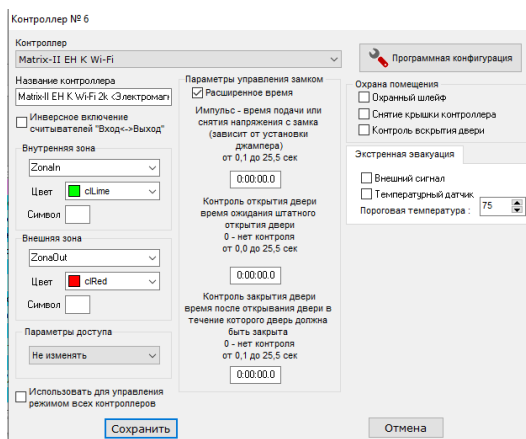 Контроллер № 6
Контроллер
Matrix-II EH K Wi-Fi
Программная конфигурация
Название контроллера
Matrix-II EH K Wi-Fi 2k <Электромагн
Инверсное включение
считывателей "Вход<->Выход"
Внутренняя зона
ZonaIn
Цвет clLime
Символ
Внешняя зона
ZonaOut
Цвет clRed
Символ
Параметры доступа
Не изменять
Использовать для управления
режимом всех контроллеров
Параметры управления замком
Расширенное время
Импульс - время подачи или
снятия напряжения с замка
(зависит от установки
джампера)
от 0,1 до 25,5 сек
0:00:00.0
Контроль открытия двери
время ожидания штатного
открытия двери
0 - нет контроля
от 0,0 до 25,5 сек
0:00:00.0
Контроль закрытия двери
время после открывания двери в
течение которого дверь должна
быть закрыта
0 - нет контроля
от 0,1 до 25,5 сек
0:00:00.0
Охрана помещения
Охранный шлейф
Снятие крышки контроллера
Контроль вскрытия двери
Экстренная эвакуация
Внешний сигнал
Температурный датчик
Пороговая температура : 75
Сохранить
Отмена